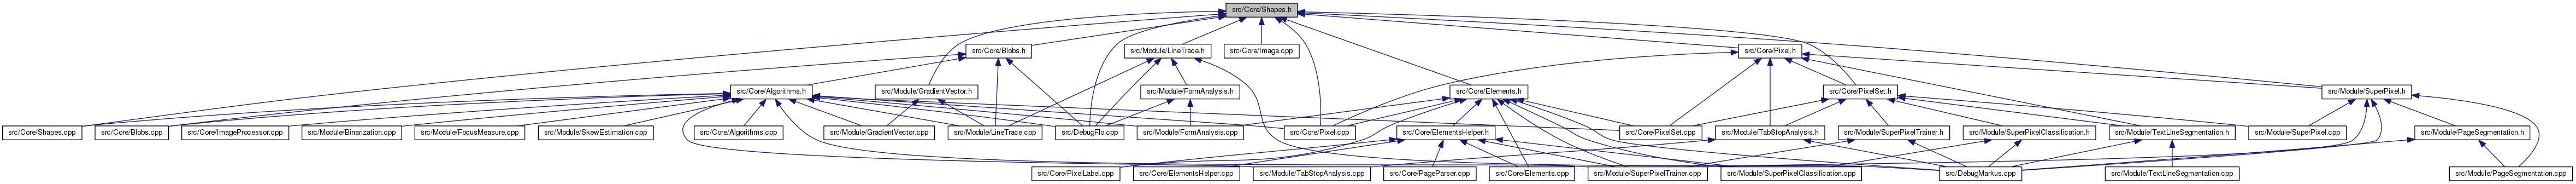 src/Core/Shapes.h
src/Core/Blobs.h
src/Module/LineTrace.h
src/Core/Image.cpp
src/Core/Pixel.h
src/Core/Algorithms.h
src/Module/GradientVector.h
src/Module/FormAnalysis.h
src/Core/Elements.h
src/Core/PixelSet.h
src/Module/SuperPixel.h
src/Core/Shapes.cpp
src/Core/Blobs.cpp
src/Core/ImageProcessor.cpp
src/Module/Binarization.cpp
src/Module/FocusMeasure.cpp
src/Module/SkewEstimation.cpp
src/Core/Algorithms.cpp
src/Module/GradientVector.cpp
src/Module/LineTrace.cpp
src/DebugFlo.cpp
src/Module/FormAnalysis.cpp
src/Core/Pixel.cpp
src/Core/ElementsHelper.h
src/Core/PixelSet.cpp
src/Module/TabStopAnalysis.h
src/Module/SuperPixelTrainer.h
src/Module/SuperPixelClassification.h
src/Module/TextLineSegmentation.h
src/Module/SuperPixel.cpp
src/Module/PageSegmentation.h
src/Core/PixelLabel.cpp
src/Core/ElementsHelper.cpp
src/Module/TabStopAnalysis.cpp
src/Core/PageParser.cpp
src/Core/Elements.cpp
src/Module/SuperPixelTrainer.cpp
src/Module/SuperPixelClassification.cpp
src/DebugMarkus.cpp
src/Module/TextLineSegmentation.cpp
src/Module/PageSegmentation.cpp